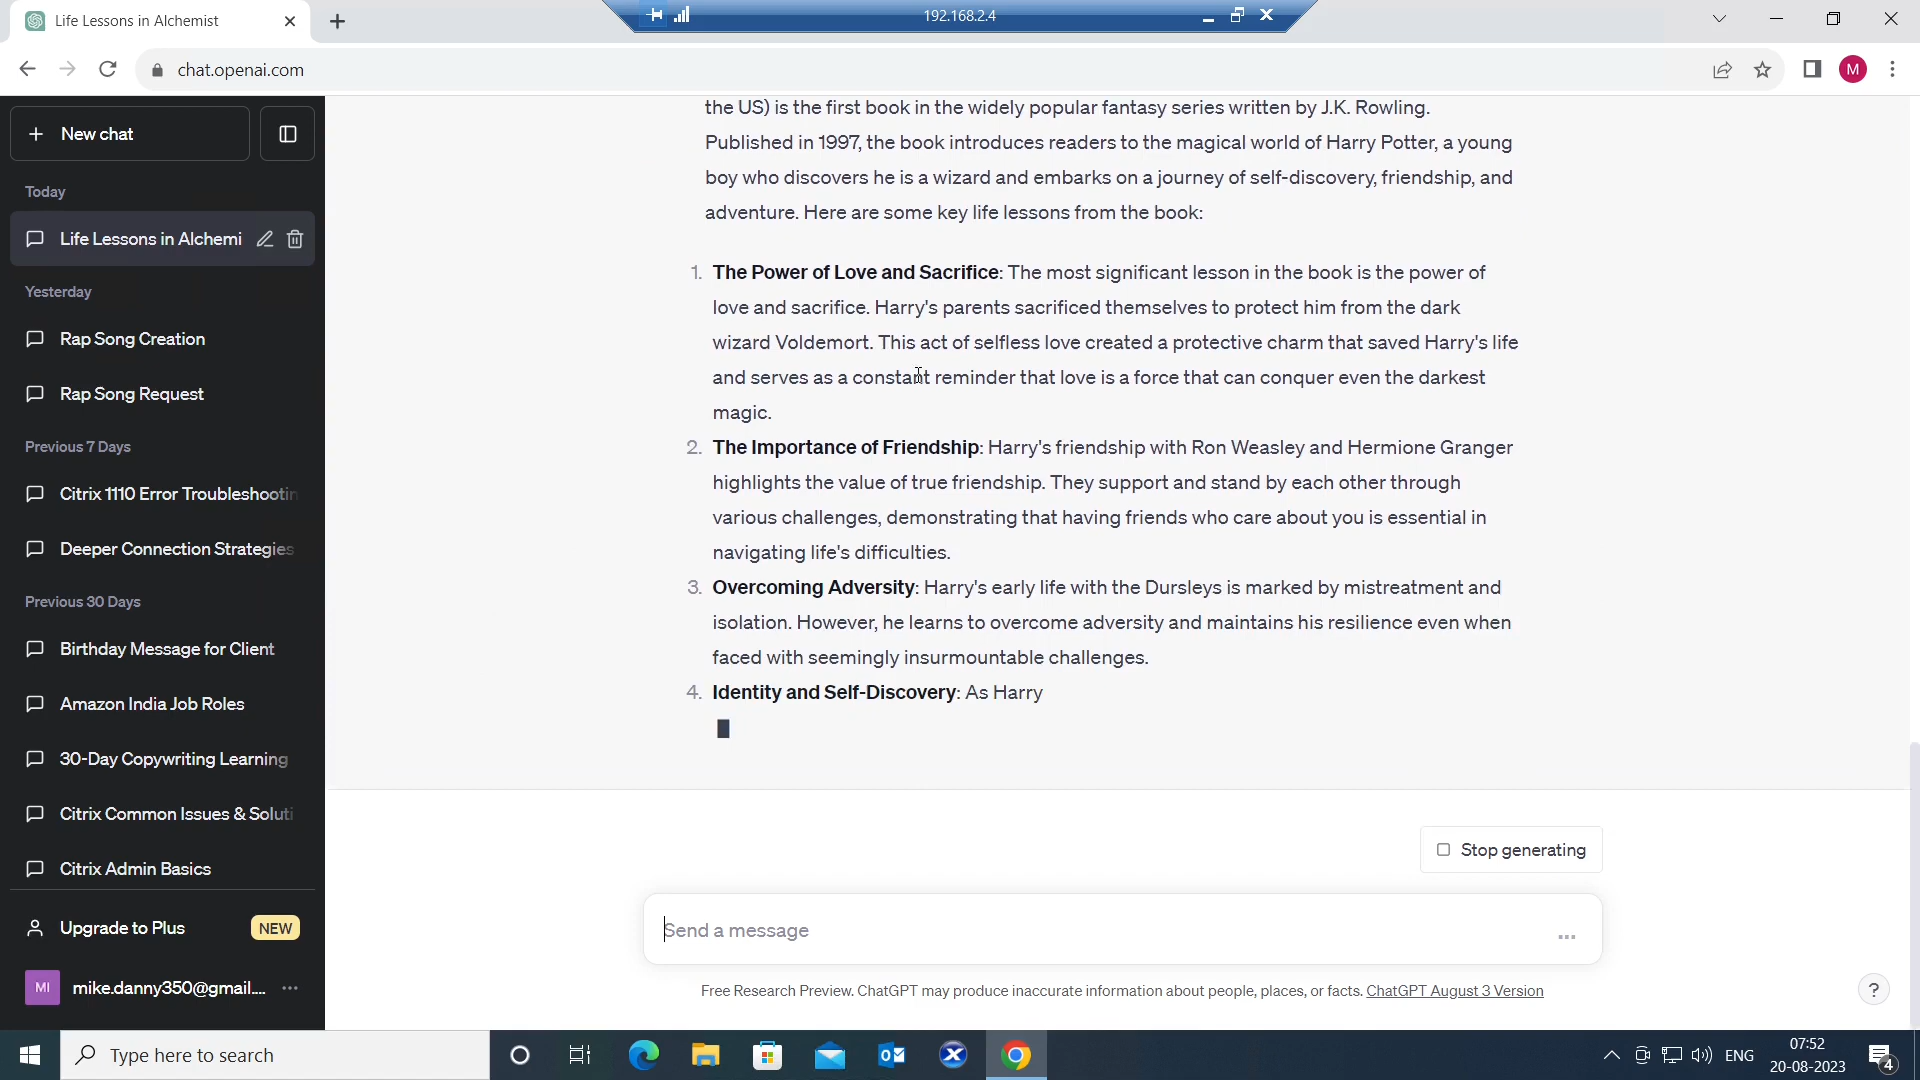 Life Lessons in Alchemist
192.168.2.4
chat.openai.com
M
New chat
Today
Life Lessons in Alchemi
Yesterday
Rap Song Creation
Rap Song Request
Previous 7 Days
Citrix 1110 Error Troubleshootin
Deeper Connection Strategies
Previous 30 Days
Birthday Message for Client
Amazon India Job Roles
30-Day Copywriting Learning
Citrix Common Issues & Soluti
Citrix Admin Basics
Upgrade to Plus NEW
MI mike.danny350@gmail....
the US) is the first book in the widely popular fantasy series written by J.K. Rowling.
Published in 1997, the book introduces readers to the magical world of Harry Potter, a young
boy who discovers he is a wizard and embarks on a journey of self-discovery, friendship, and
adventure. Here are some key life lessons from the book:
1. The Power of Love and Sacrifice: The most significant lesson in the book is the power of
love and sacrifice. Harry's parents sacrificed themselves to protect him from the dark
wizard Voldemort. This act of selfless love created a protective charm that saved Harry's life
and serves as a constant reminder that love is a force that can conquer even the darkest
magic.
2. The Importance of Friendship: Harry's friendship with Ron Weasley and Hermione Granger
highlights the value of true friendship. They support and stand by each other through
various challenges, demonstrating that having friends who care about you is essential in
navigating life's difficulties.
3. Overcoming Adversity: Harry's early life with the Dursleys is marked by mistreatment and
isolation. However, he learns to overcome adversity and maintains his resilience even when
faced with seemingly insurmountable challenges.
4. Identity and Self-Discovery: As Harry
Stop generating
Send a message
Free Research Preview. ChatGPT may produce inaccurate information about people, places, or facts. ChatGPT August 3 Version
?
Type here to search
ENG
07:52
20-08-2023
4